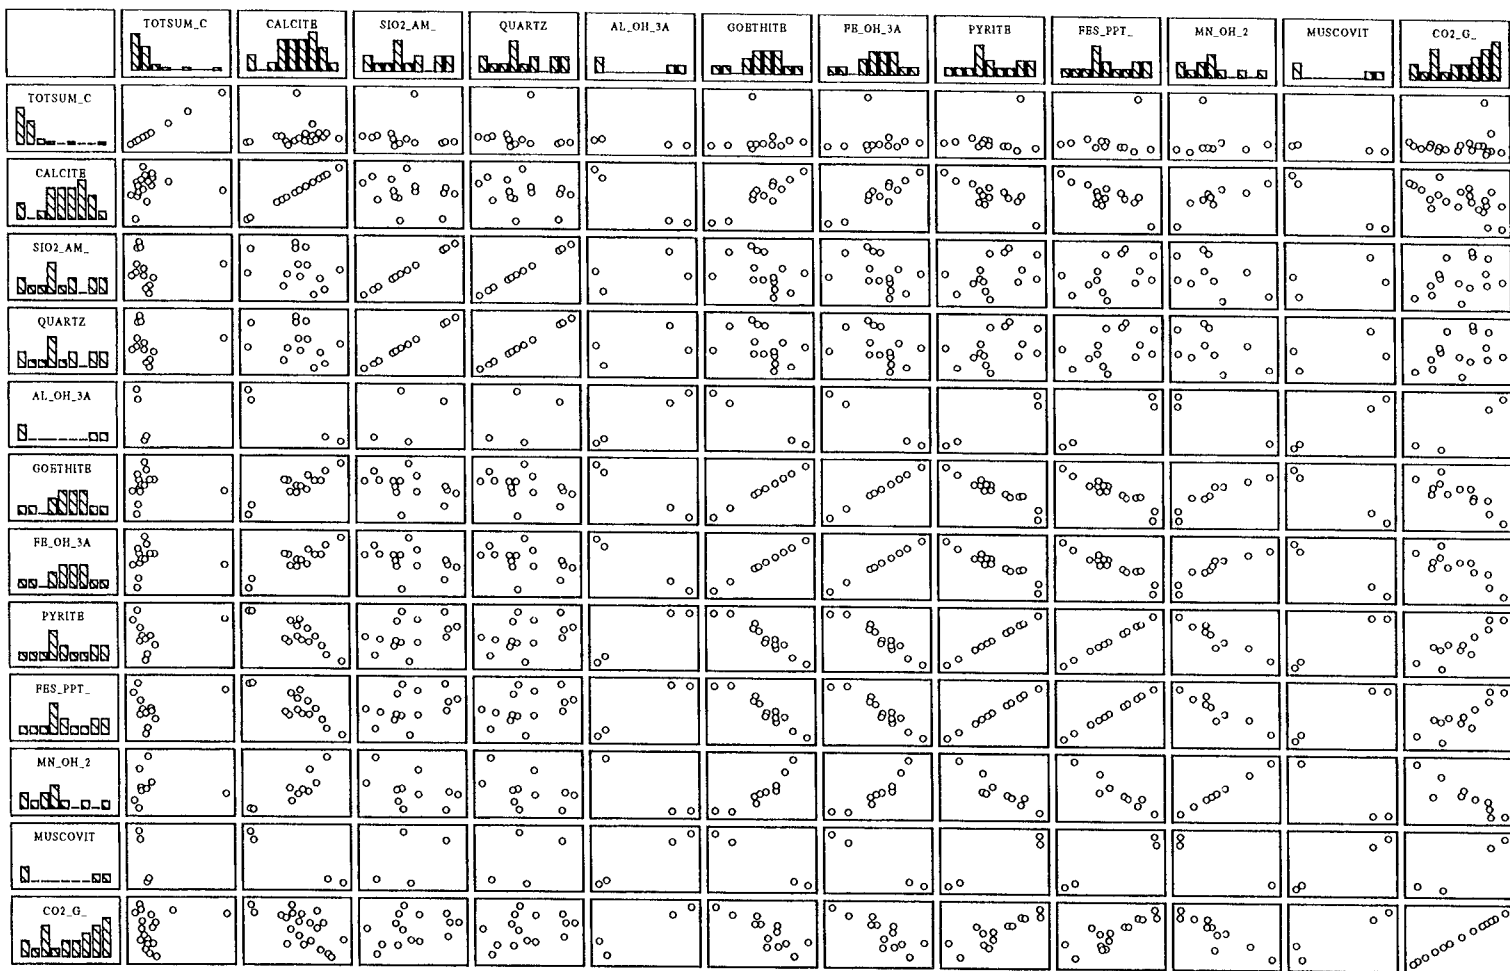 TOTSUM_C CALCITE SIO2_AM_ QUARTZ AL_OH_3A GOETHITE FE_OH_3A PYRITE FES_PPT_ MN_OH_2 MUSCOVIT CO2_G_
TOTSUM_C
CALCITE
SIO2_AM_
QUARTZ
AL_OH_3A
GOETHITE
FE_OH_3A
PYRITE
FES_PPT_
MN_OH_2
MUSCOVIT
CO2_G_